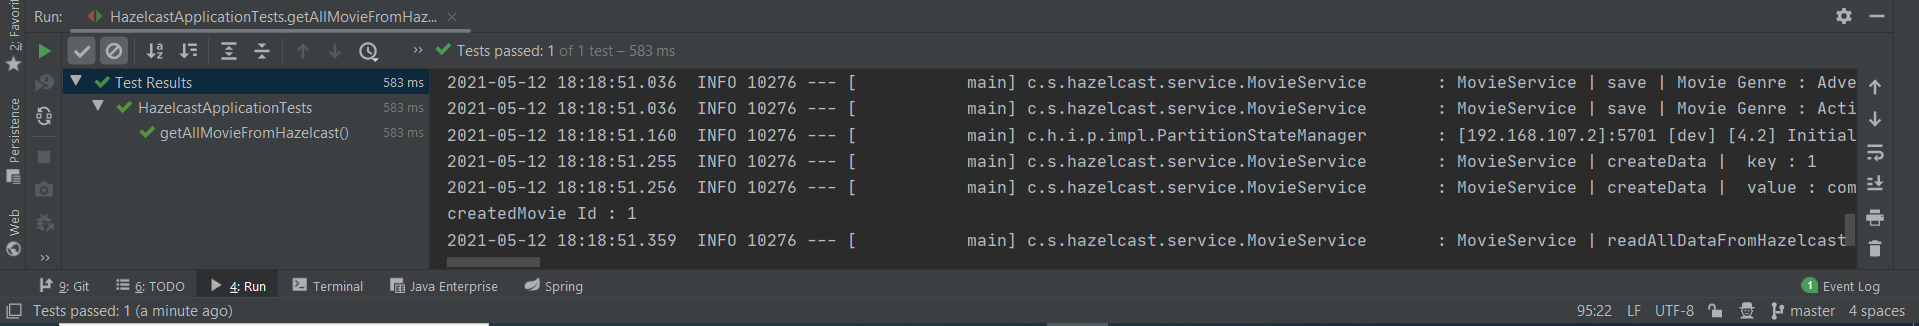 Run: HazelcastApplicationTests.getAllMovieFromHaz...
2: Favorit
Persistence
Web
Tests passed: 1 of 1 test – 583 ms
Test Results 583 ms
HazelcastApplicationTests 583 ms
getAllMovieFromHazelcast() 583 ms
2021-05-12 18:18:51.036  INFO 10276 --- [           main] c.s.hazelcast.service.MovieService       : MovieService | save | Movie Genre : Adve
2021-05-12 18:18:51.036  INFO 10276 --- [           main] c.s.hazelcast.service.MovieService       : MovieService | save | Movie Genre : Acti
2021-05-12 18:18:51.160  INFO 10276 --- [           main] c.h.i.p.impl.PartitionStateManager       : [192.168.107.2]:5701 [dev] [4.2] Initial
2021-05-12 18:18:51.255  INFO 10276 --- [           main] c.s.hazelcast.service.MovieService       : MovieService | createData |  key : 1
2021-05-12 18:18:51.256  INFO 10276 --- [           main] c.s.hazelcast.service.MovieService       : MovieService | createData |  value : com
createdMovie Id : 1
2021-05-12 18:18:51.359  INFO 10276 --- [           main] c.s.hazelcast.service.MovieService       : MovieService | readAllDataFromHazelcast
9: Git 6: TODO 4: Run Terminal Java Enterprise Spring 1 Event Log
Tests passed: 1 (a minute ago) 95:22 LF UTF-8 master 4 spaces